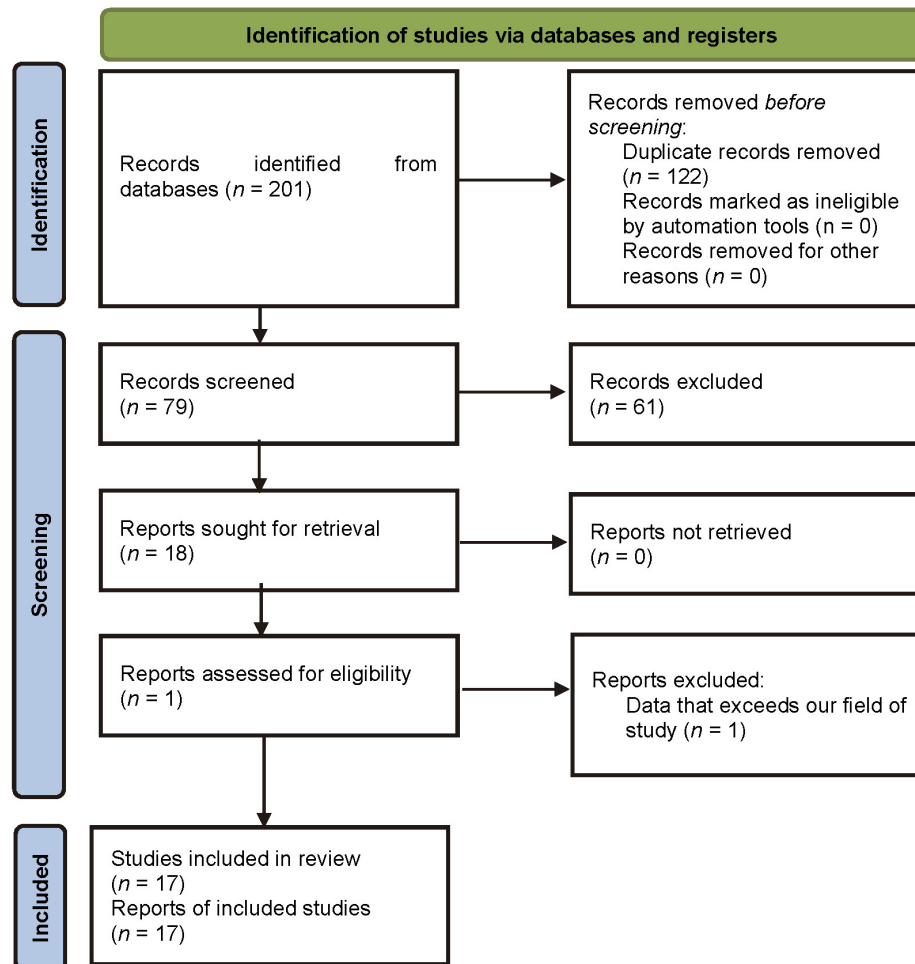 Identification of studies via databases and registers
Identification
Records identified from
databases (n = 201)
Records removed before
screening:
Duplicate records removed
(n = 122)
Records marked as ineligible
by automation tools (n = 0)
Records removed for other
reasons (n = 0)
Screening
Records screened
(n = 79)
Records excluded
(n = 61)
Reports sought for retrieval
(n = 18)
Reports not retrieved
(n = 0)
Reports assessed for eligibility
(n = 1)
Reports excluded:
Data that exceeds our field of
study (n = 1)
Included
Studies included in review
(n = 17)
Reports of included studies
(n = 17)